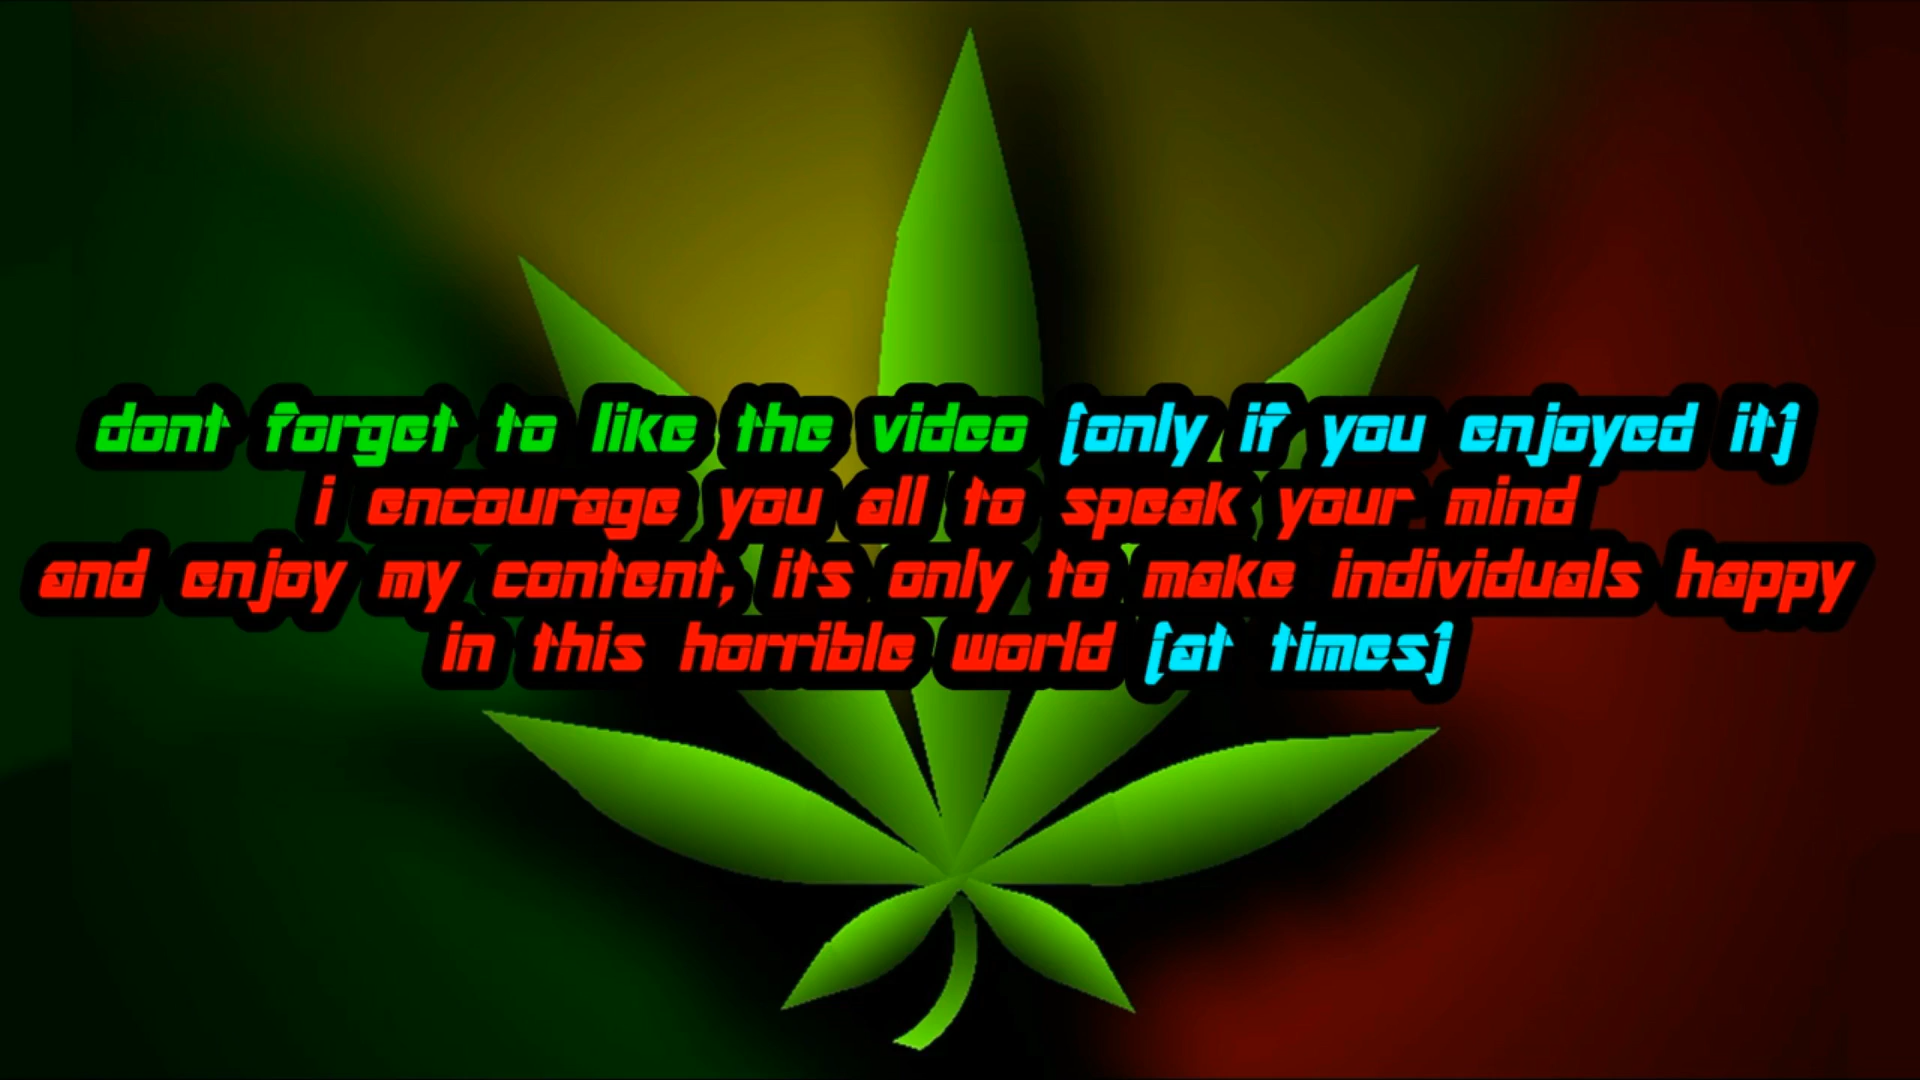 dont forget to like the video (only if you enjoyed it)
i encourage you all to speak your mind
and enjoy my content, its only to make individuals happy
in this horrible world (at times)